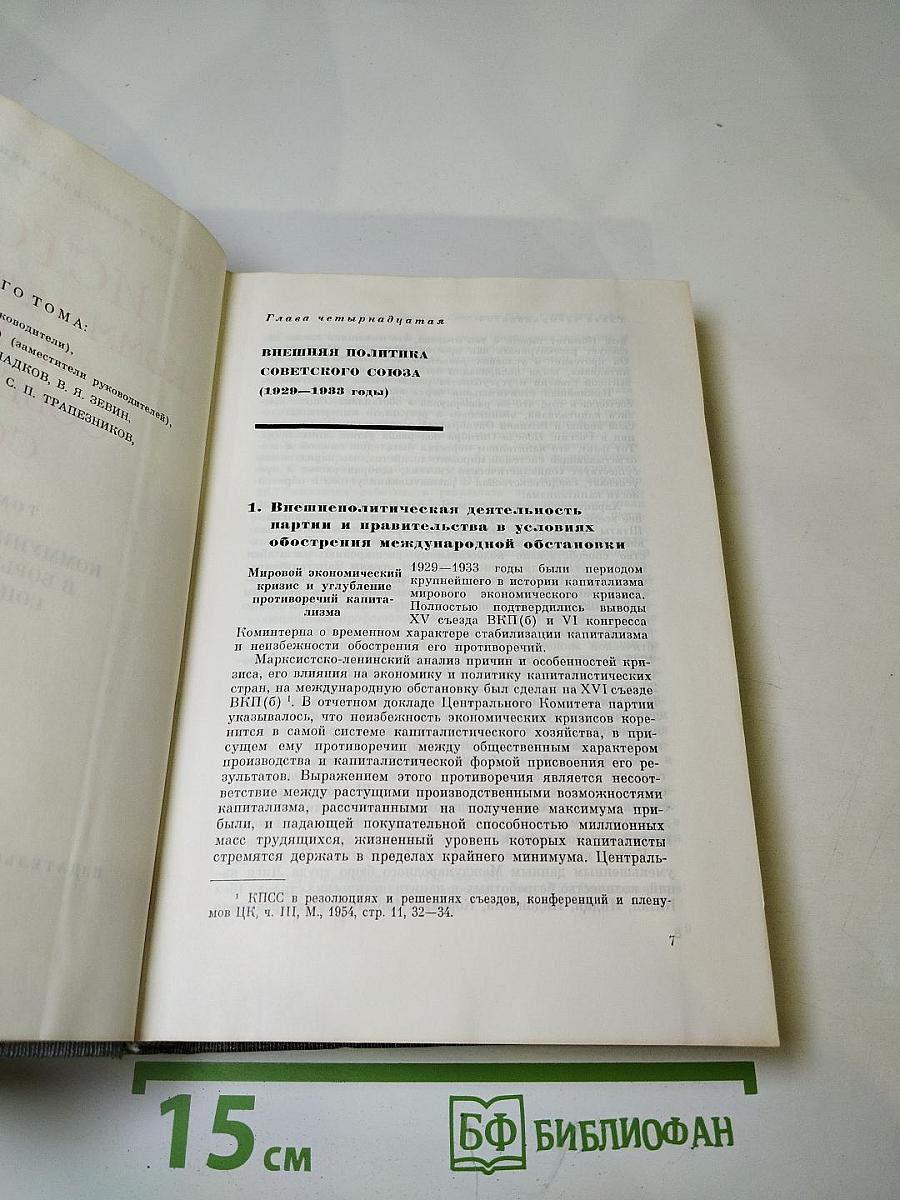 ГО ТОМА:
ководители),
(заместители руководителей),
ЛАДКОВ, В. Я. ЗЕВИН,
С. П. ТРАПЕЗНИКОВ,
Глава четырнадцатая
ВНЕШНЯЯ ПОЛИТИКА
СОВЕТСКОГО СОЮЗА
(1929—1933 годы)
1. Внешнеполитическая деятельность
партии и правительства в условиях
обострения международной обстановки
Мировой экономический
кризис и углубление
противоречий капита-
лизма
1929—1933 годы были периодом
крупнейшего в истории капитализма
мирового экономического кризиса.
Полностью подтвердились выводы
XV съезда ВКП(б) и VI конгресса
Коминтерна о временном характере стабилизации капитализма
и неизбежности обострения его противоречий.
Марксистско-ленинский анализ причин и особенностей кри-
зиса, его влияния на экономику и политику капиталистических
стран, на международную обстановку был сделан на XVI съезде
ВКП(б) ¹. В отчетном докладе Центрального Комитета партии
указывалось, что неизбежность экономических кризисов коре-
нится в самой системе капиталистического хозяйства, в при-
сущем ему противоречии между общественным характером
производства и капиталистической формой присвоения его ре-
зультатов. Выражением этого противоречия является несоот-
ветствие между растущими производственными возможностями
капитализма, рассчитанными на получение максимума при-
были, и падающей покупательной способностью миллионных
масс трудящихся, жизненный уровень которых капиталисты
стремятся держать в пределах крайнего минимума. Централь-
¹ КПСС в резолюциях и решениях съездов, конференций и плену-
мов ЦК, ч. III, М., 1954, стр. 11, 32—34.
7
15 см
БФ БИБЛИОФАН